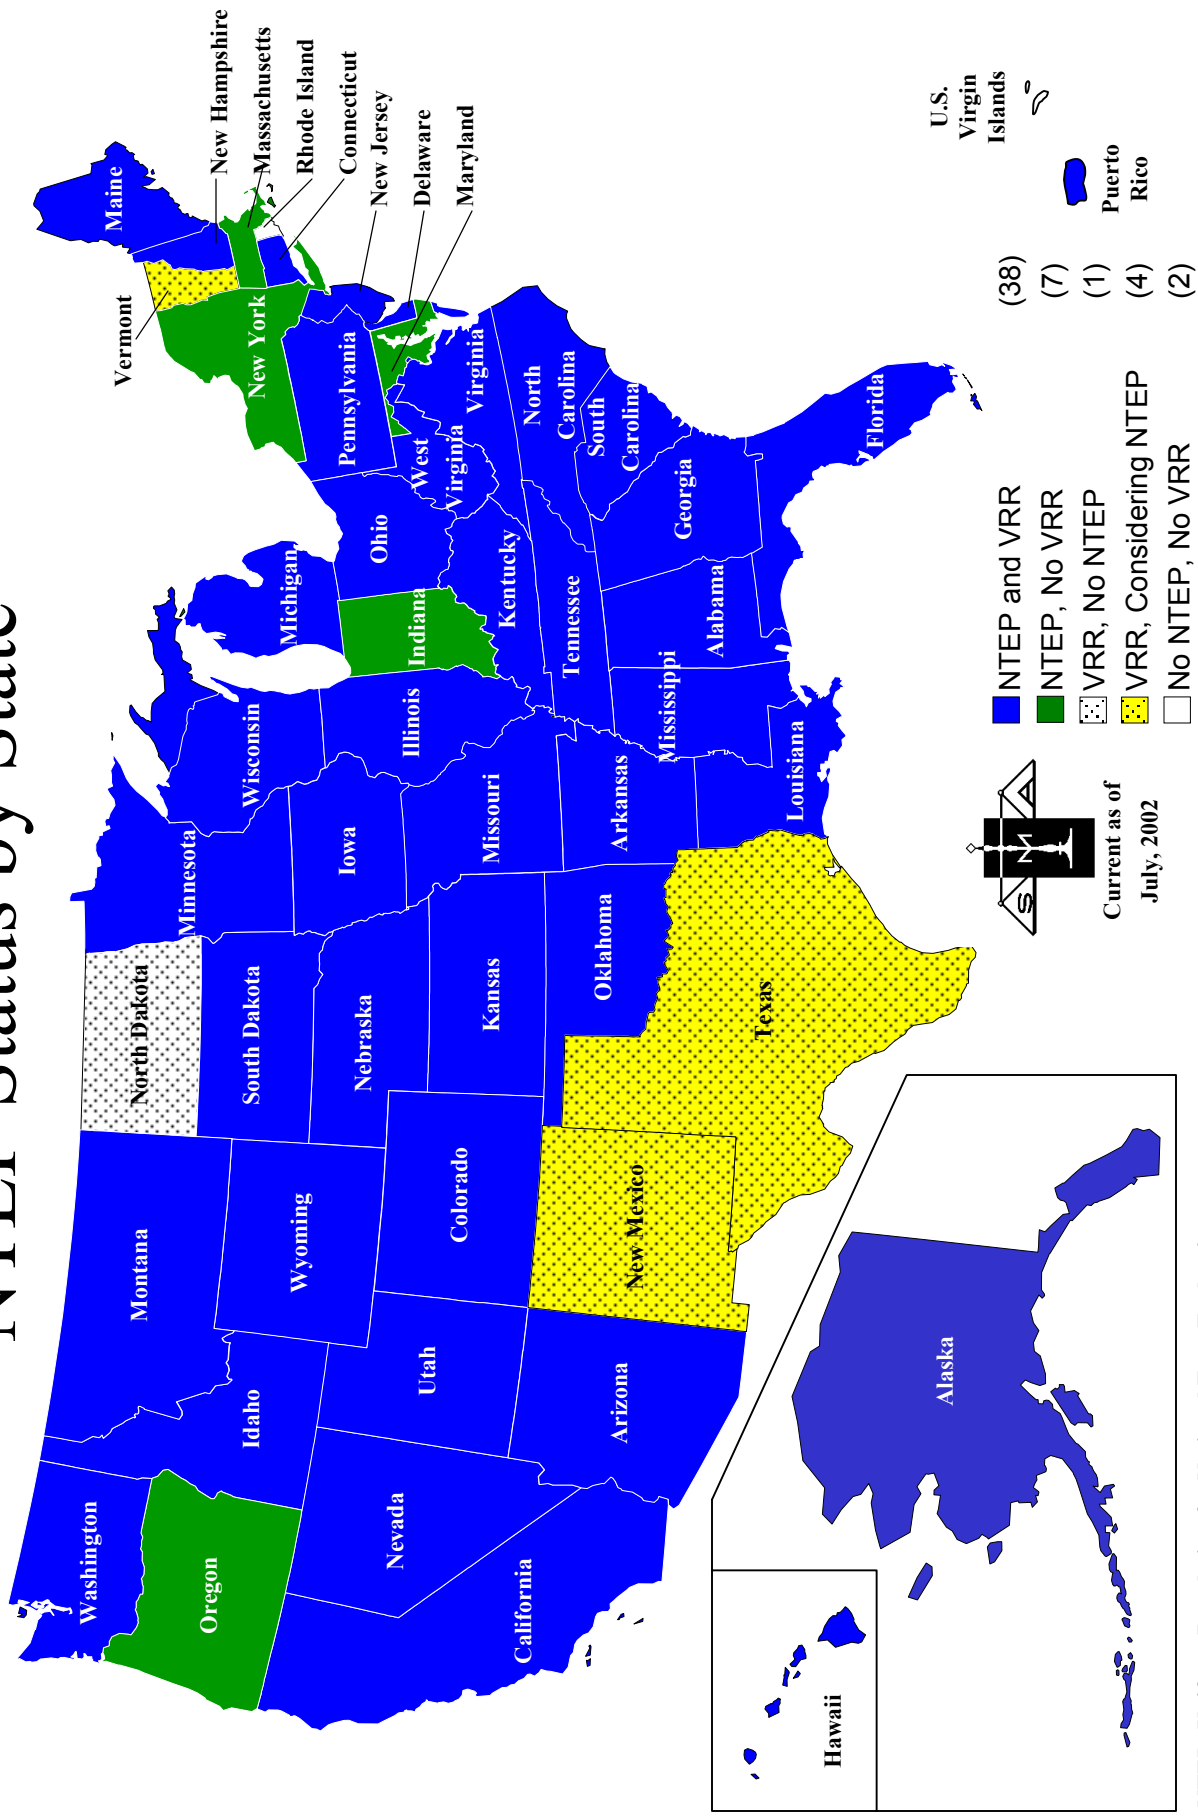 NTEP Status by State
Washington
Oregon
California
Nevada
Idaho
Montana
Wyoming
Utah
Arizona
Colorado
New Mexico
North Dakota
South Dakota
Nebraska
Kansas
Oklahoma
Texas
Minnesota
Iowa
Missouri
Arkansas
Louisiana
Wisconsin
Illinois
Mississippi
Michigan
Indiana
Kentucky
Tennessee
Alabama
Ohio
Georgia
Florida
West
Virginia
Virginia
North
Carolina
South
Carolina
Pennsylvania
New York
Vermont
Maine
New Hampshire
Massachusetts
Rhode Island
Connecticut
New Jersey
Delaware
Maryland
Hawaii
Alaska
U.S.
Virgin
Islands
Puerto
Rico
S M A
Current as of
July, 2002
NTEP and VRR (38)
NTEP, No VRR (7)
VRR, No NTEP (1)
VRR, Considering NTEP (4)
No NTEP, No VRR (2)